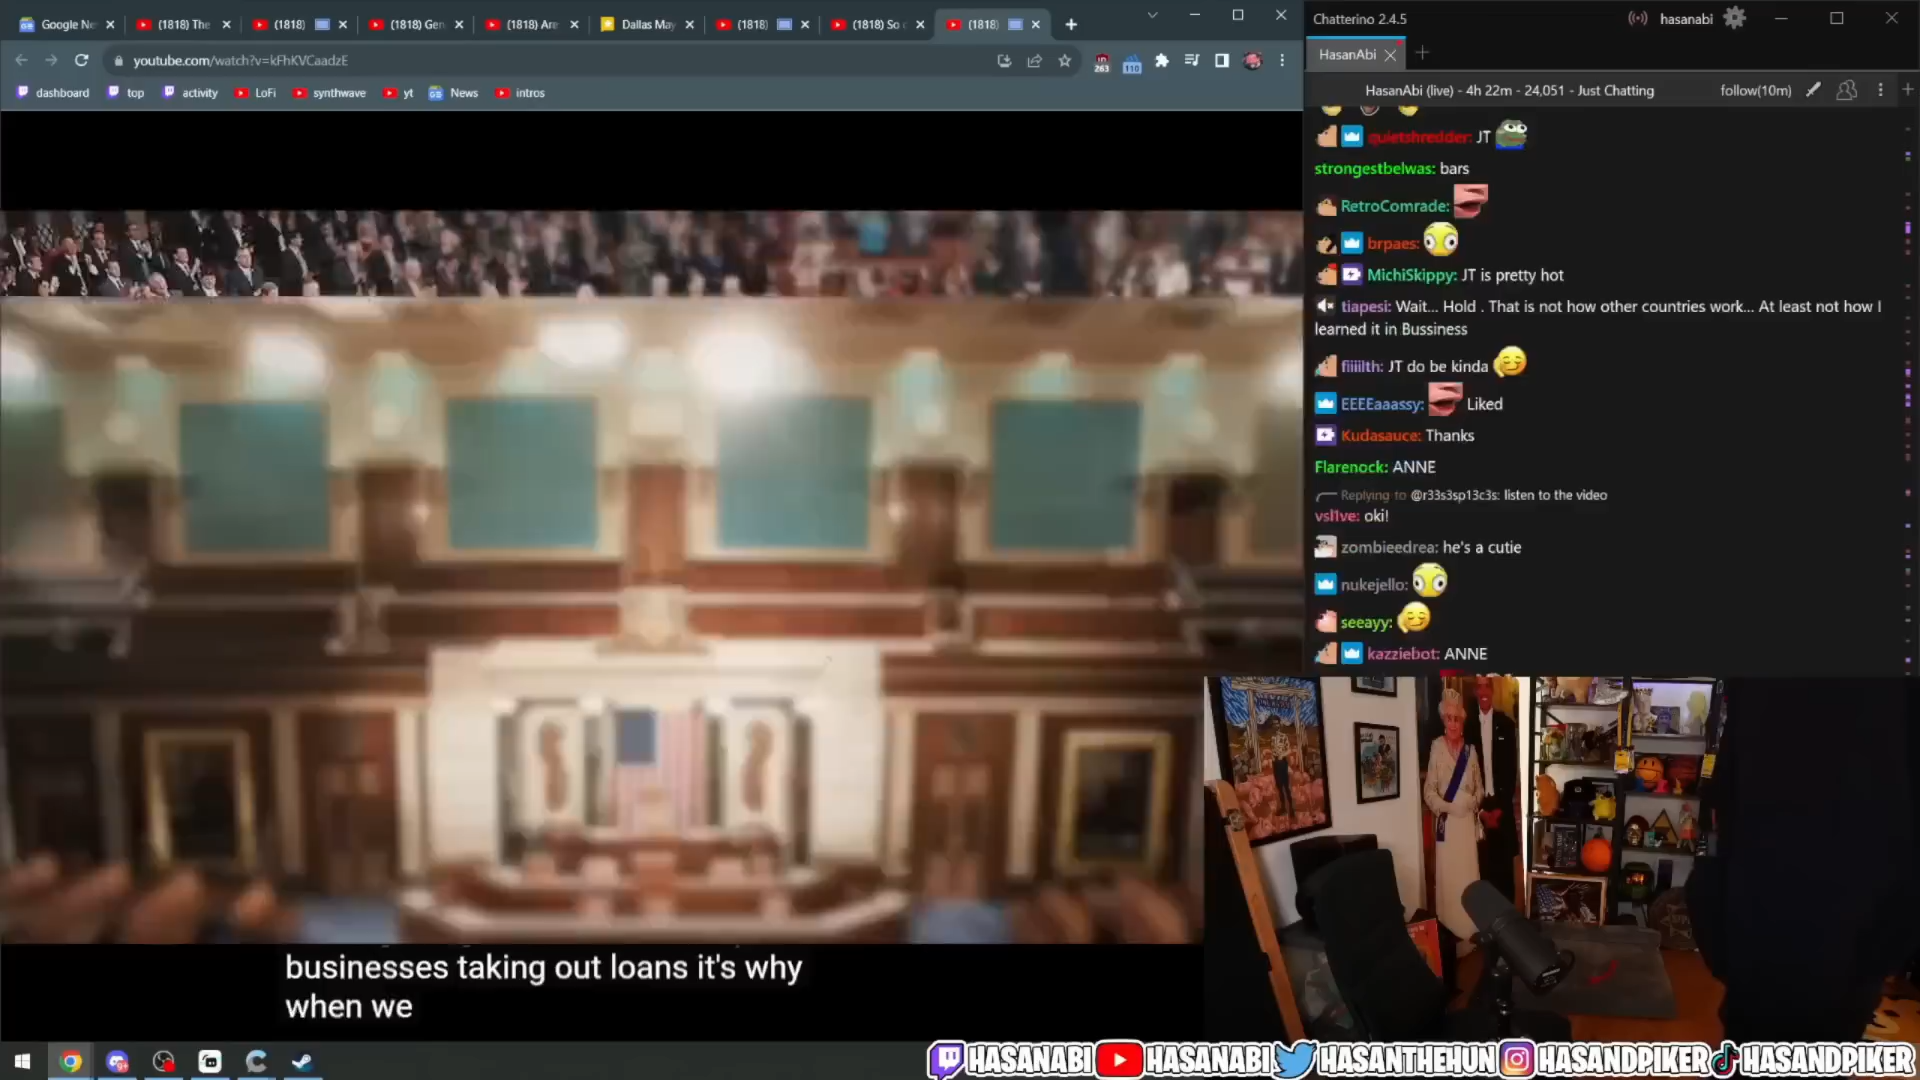 Google Ne
(1818) The
(1818)
(1818) Gen
(1818) Are
Dallas May
(1818)
(1818) So
(1818)
youtube.com/watch?v=kFhKVCaadzE
263
110
dashboard
top
activity
LoFi
synthwave
yt
News
intros
businesses taking out loans it's why
when we
Chatterino 2.4.5
hasanabi
HasanAbi
HasanAbi (live) - 4h 22m - 24,051 - Just Chatting
follow(10m)
quietshredder: JT
strongestbelwas: bars
RetroComrade:
brpaes:
MichiSkippy: JT is pretty hot
tiapesi: Wait... Hold . That is not how other countries work... At least not how I
learned it in Bussiness
fiiiilth: JT do be kinda
EEEEaaassy: Liked
Kudasauce: Thanks
Flarenock: ANNE
Replying to @r33s3sp13c3s: listen to the video
vsl1ve: oki!
zombieedrea: he's a cutie
nukejello:
seeayy:
kazziebot: ANNE
HASANABI HASANABI HASANTHEHUN HASANDPIKER HASANDPIKER